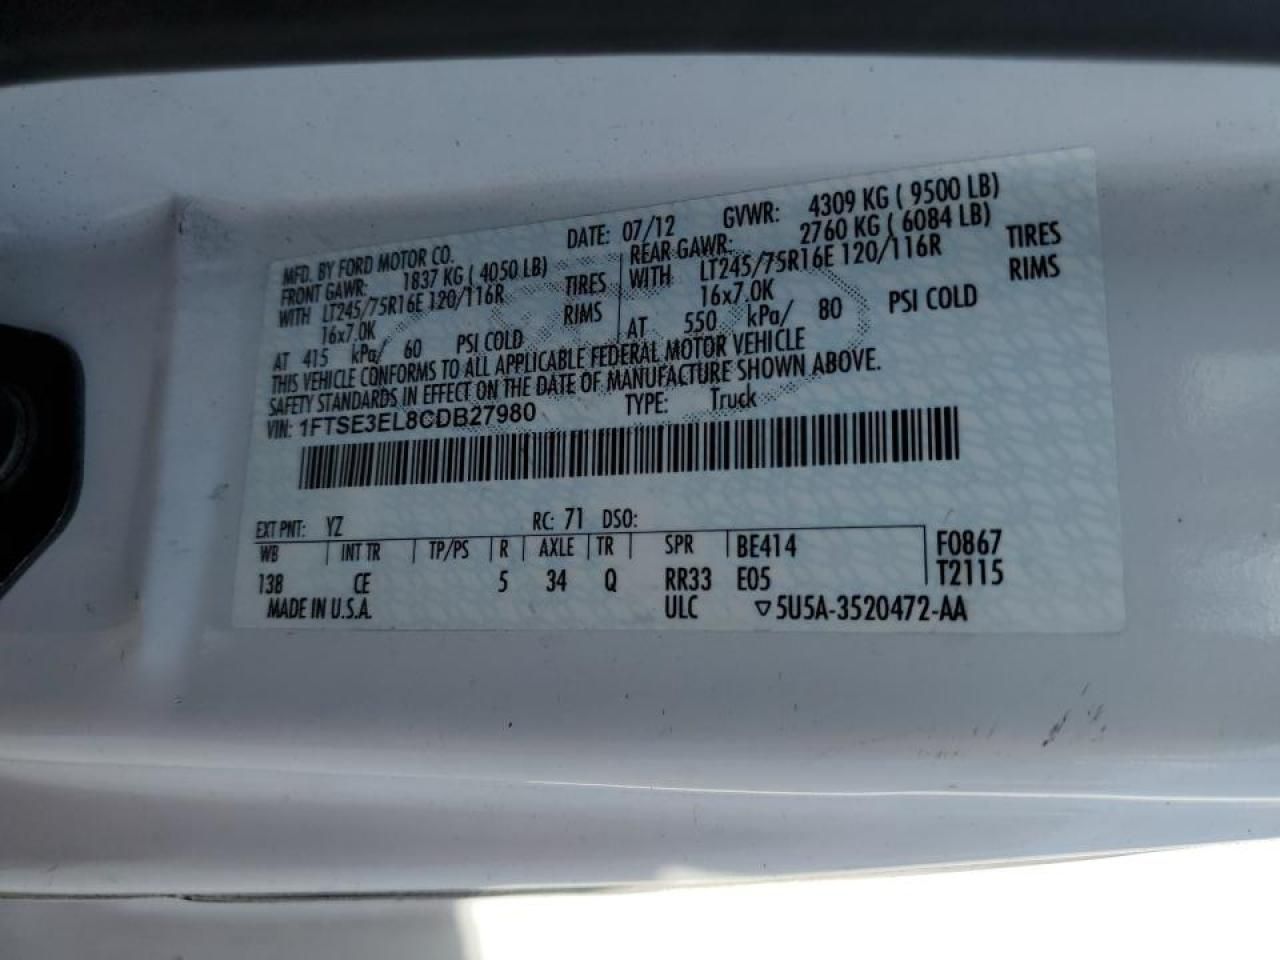 MFD. BY FORD MOTOR CO. DATE: 07/12 GVWR: 4309 KG ( 9500 LB)
FRONT GAWR: 1837 KG ( 4050 LB) REAR GAWR: 2760 KG ( 6084 LB)
WITH LT245/75R16E 120/116R TIRES WITH LT245/75R16E 120/116R TIRES
16x7.0K RIMS 16x7.0K RIMS
AT 415 kPa/ 60 PSI COLD AT 550 kPa/ 80 PSI COLD
THIS VEHICLE CONFORMS TO ALL APPLICABLE FEDERAL MOTOR VEHICLE
SAFETY STANDARDS IN EFFECT ON THE DATE OF MANUFACTURE SHOWN ABOVE.
VIN: 1FTSE3EL8CDB27980 TYPE: Truck
EXT PNT: YZ RC: 71 DSO:
WB INT TR TP/PS R AXLE TR SPR BE414 F0867
138 CE 5 34 Q RR33 E05 T2115
MADE IN U.S.A. ULC ▽5U5A-3520472-AA